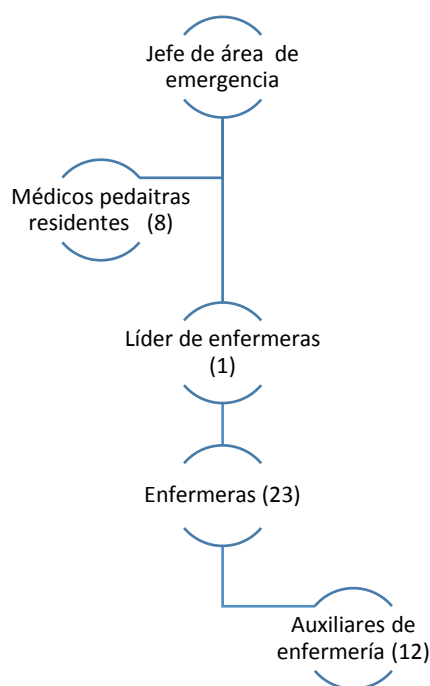 Jefe de área de
emergencia
Médicos pedaitras
residentes (8)
Líder de enfermeras
(1)
Enfermeras (23)
Auxiliares de
enfermería (12)